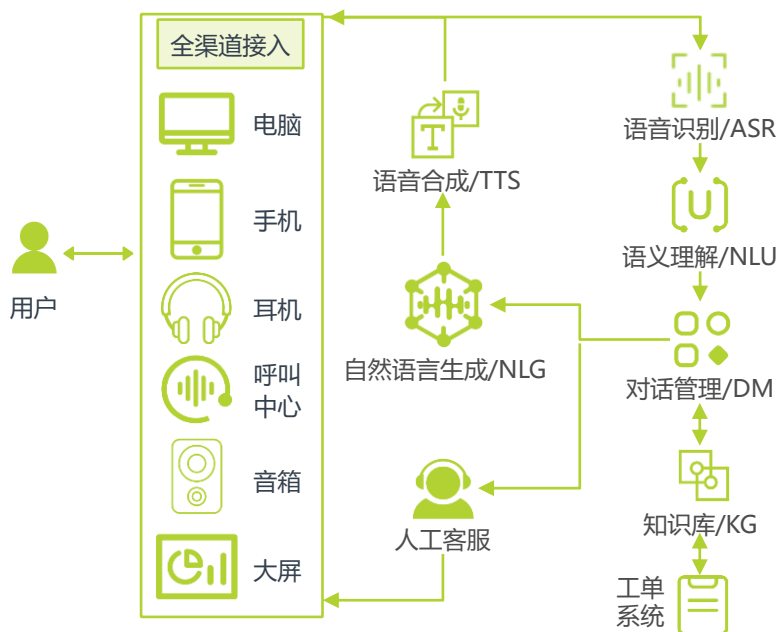 全渠道接入
电脑
手机
耳机
呼叫
中心
音箱
大屏
用户
语音合成/TTS
自然语言生成/NLG
人工客服
语音识别/ASR
语义理解/NLU
对话管理/DM
知识库/KG
工单
系统